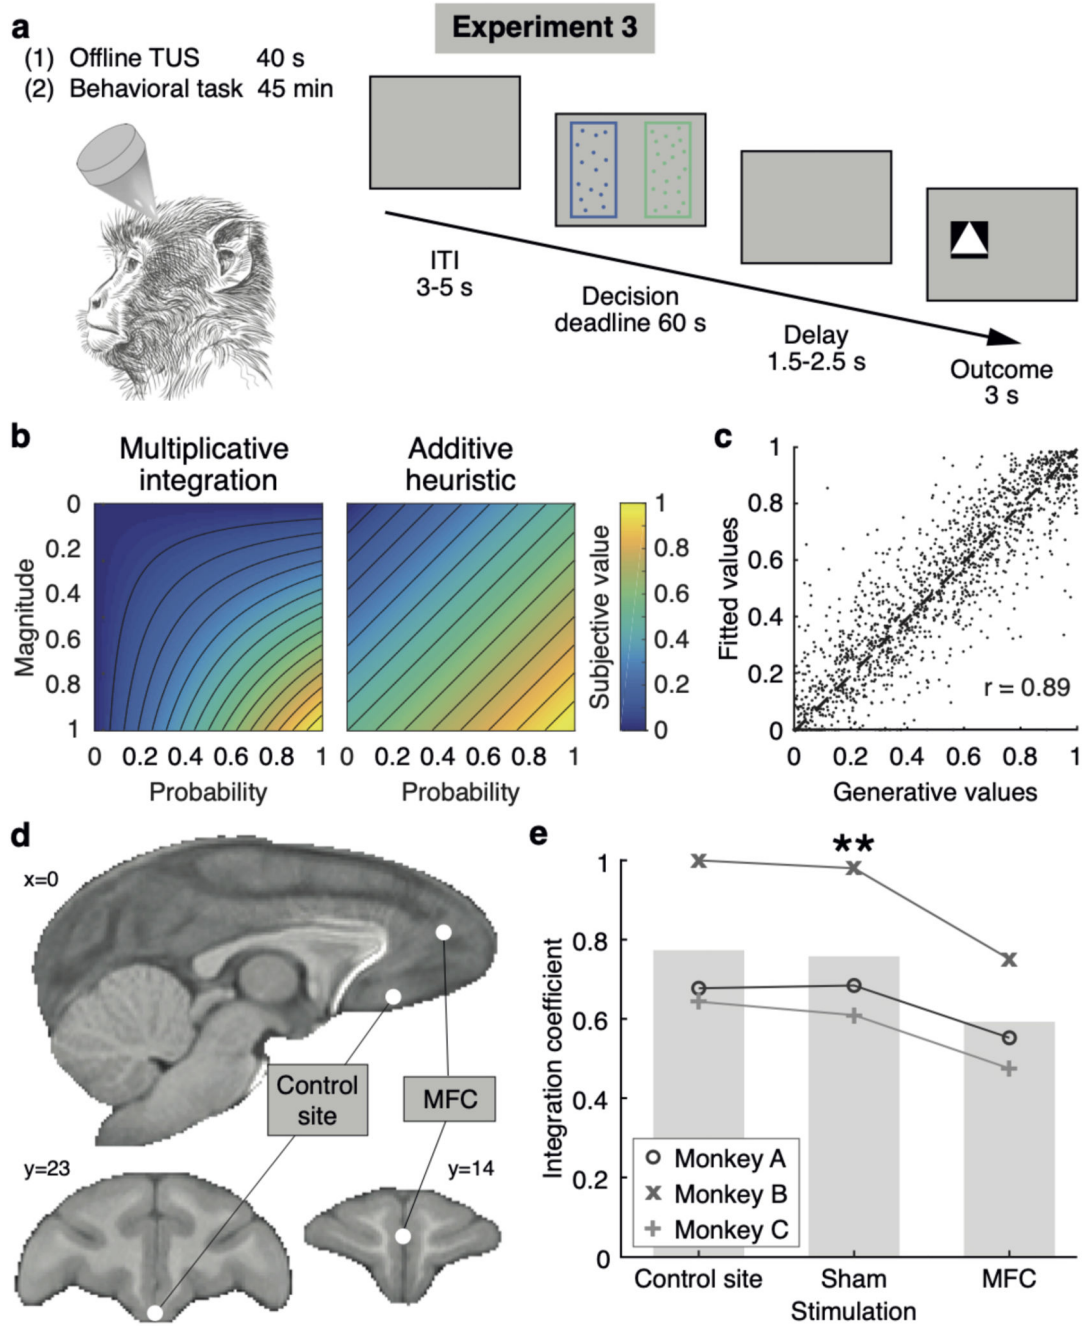 a
Experiment 3
(1) Offline TUS 40 s
(2) Behavioral task 45 min
ITI
3-5 s
Decision
deadline 60 s
Delay
1.5-2.5 s
Outcome
3 s
b
Multiplicative
integration
Additive
heuristic
Magnitude
0
0.2
0.4
0.6
0.8
1
0 0.2 0.4 0.6 0.8 1
Probability
0 0.2 0.4 0.6 0.8 1
Probability
Subjective value
1
0.8
0.6
0.4
0.2
0
c
Fitted values
1
0.8
0.6
0.4
0.2
0
r = 0.89
0 0.2 0.4 0.6 0.8 1
Generative values
d
x=0
Control
site
MFC
y=23
y=14
e
**
Integration coefficient
1
0.8
0.6
0.4
0.2
0
Monkey A
Monkey B
Monkey C
Control site Sham MFC
Stimulation